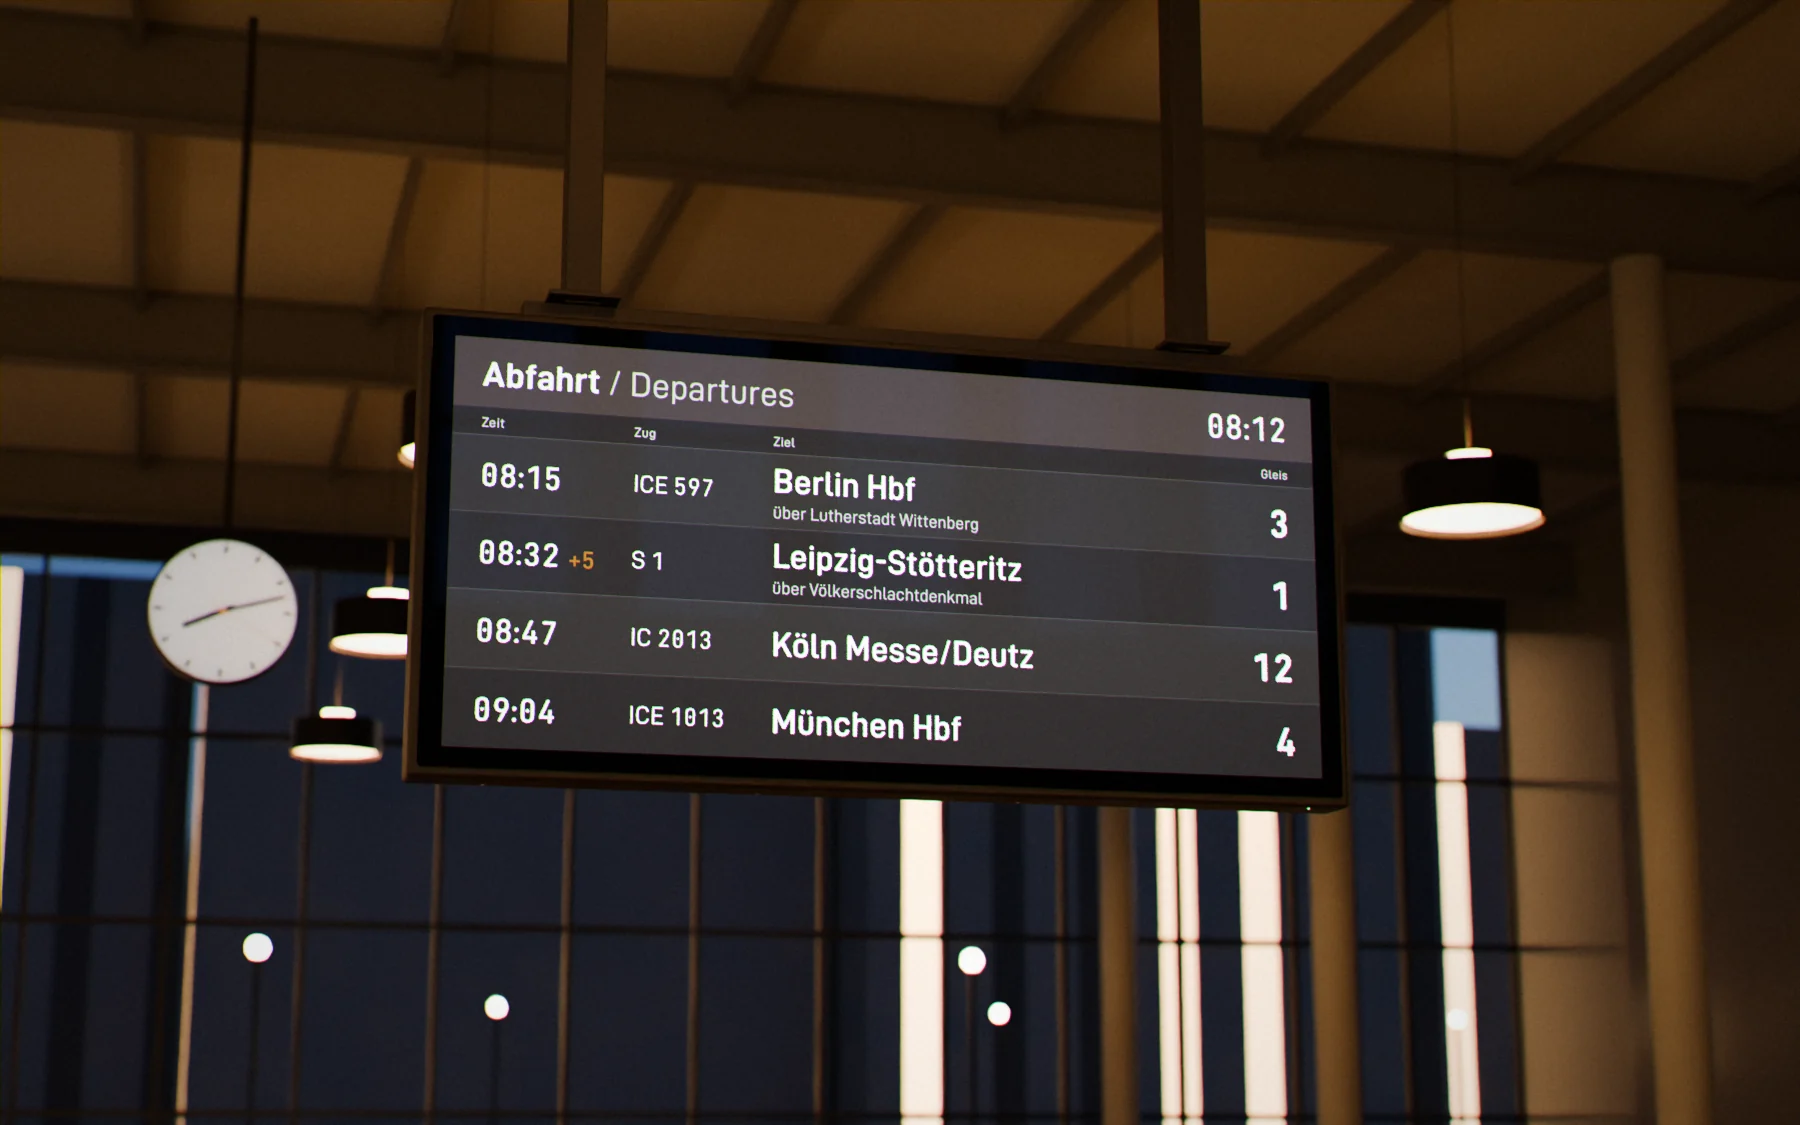 Abfahrt / Departures 08:12
Zeit Zug Ziel Gleis
08:15 ICE 597 Berlin Hbf 3
über Lutherstadt Wittenberg
08:32 +5 S 1 Leipzig-Stötteritz 1
über Völkerschlachtdenkmal
08:47 IC 2013 Köln Messe/Deutz 12
09:04 ICE 1013 München Hbf 4